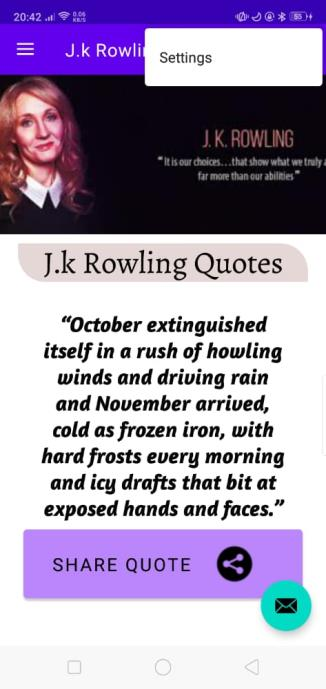 20:42 0.06 KB/S 55
J.k Rowli
Settings
J. K. ROWLING
“It is our choices...that show what we truly a
far more than our abilities”
J.k Rowling Quotes
“October extinguished
itself in a rush of howling
winds and driving rain
and November arrived,
cold as frozen iron, with
hard frosts every morning
and icy drafts that bit at
exposed hands and faces.”
SHARE QUOTE